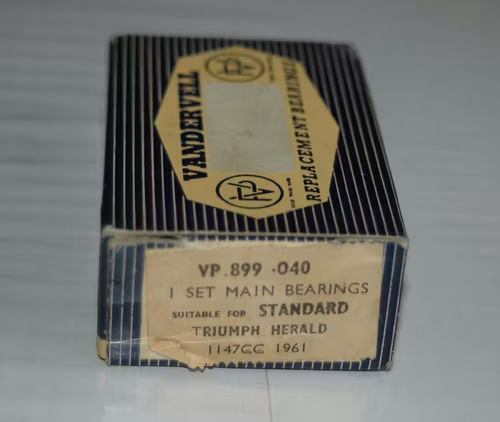 VANDERVELL
REPLACEMENT BEARINGS
VP.899 .040
1 SET MAIN BEARINGS
SUITABLE FOR STANDARD
TRIUMPH HERALD
1147CC 1961